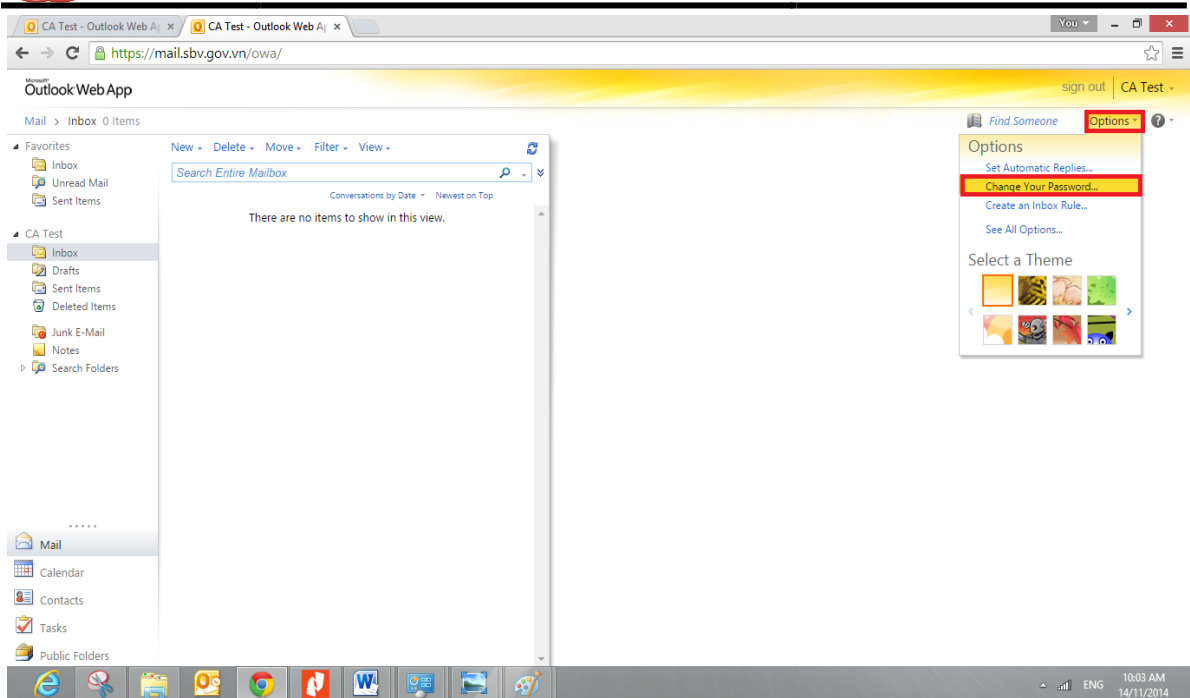 CA Test - Outlook Web Ap
CA Test - Outlook Web Ap
You
https://mail.sbv.gov.vn/owa/
Microsoft
Outlook Web App
sign out
CA Test
Mail > Inbox 0 Items
Find Someone
Options
Favorites
Inbox
Unread Mail
Sent Items
CA Test
Inbox
Drafts
Sent Items
Deleted Items
Junk E-Mail
Notes
Search Folders
New Delete Move Filter View
Search Entire Mailbox
Conversations by Date Newest on Top
There are no items to show in this view.
Options
Set Automatic Replies...
Change Your Password...
Create an Inbox Rule...
See All Options...
Select a Theme
Mail
Calendar
Contacts
Tasks
Public Folders
ENG
10:03 AM
14/11/2014